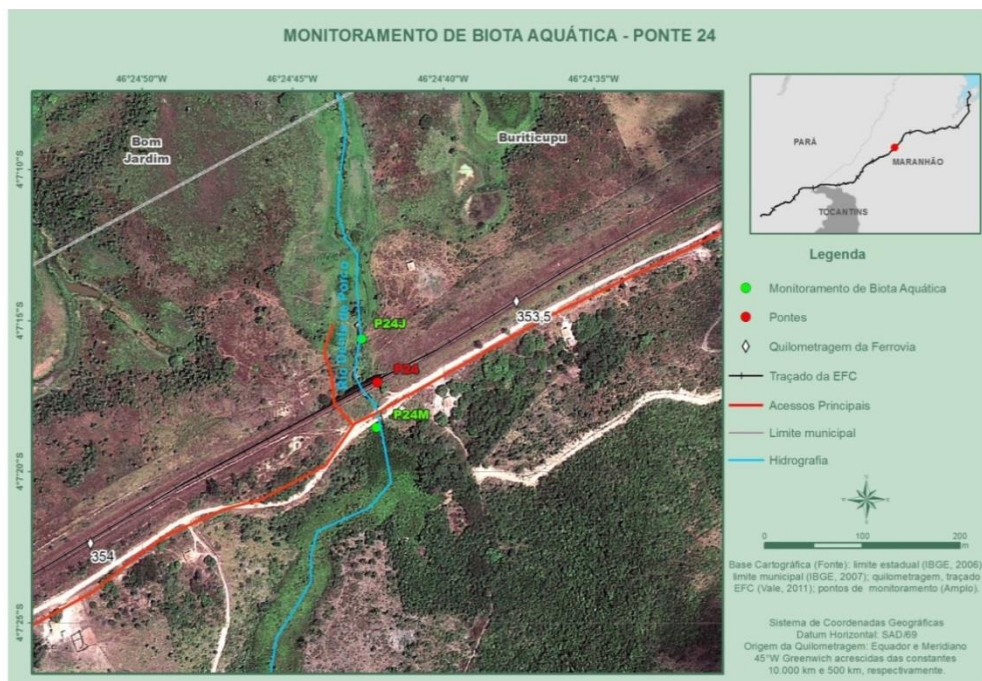 MONITORAMENTO DE BIOTA AQUÁTICA - PONTE 24
46°24'50"W
46°24'45"W
46°24'40"W
46°24'35"W
4°7'10"S
4°7'15"S
4°7'20"S
4°7'25"S
Bom
Jardim
Buriticupu
353,5
P24J
P24
P24M
354
PARÁ
MARANHÃO
TOCANTINS
Legenda
Monitoramento de Biota Aquática
Pontes
Quilometragem da Ferrovia
Traçado da EFC
Acessos Principais
Limite municipal
Hidrografia
0
100
200
m
Base Cartográfica (Fonte): limite estadual (IBGE, 2006)
limite municipal (IBGE, 2007); quilometragem, traçado
EFC (Vale, 2011); pontos de monitoramento (Amplo).
Sistema de Coordenadas Geográficas
Datum Horizontal: SAD/69
Origem da Quilometragem: Equador e Meridiano
45°W Greenwich acrescidas das constantes
10.000 km e 500 km, respectivamente.